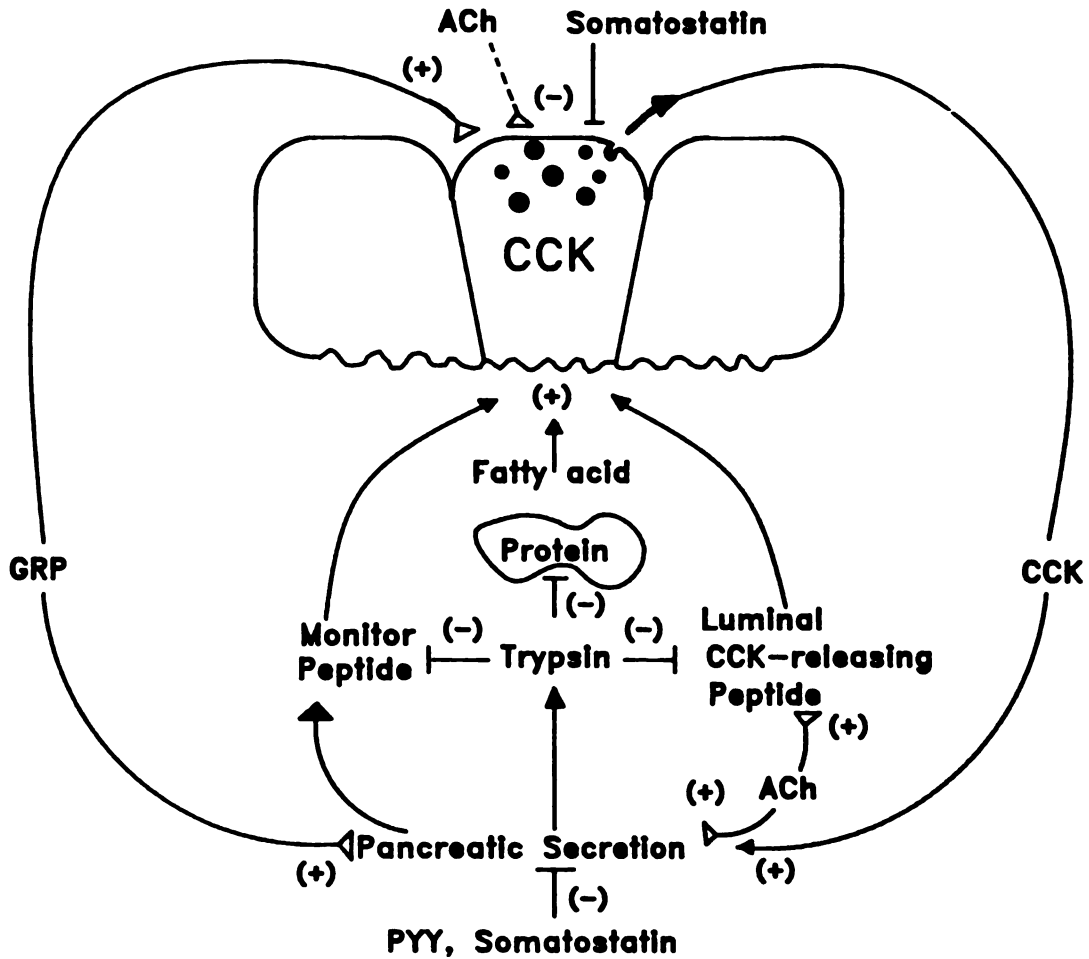 ACh
Somatostatin
(+)
(-)
CCK
(+)
Fatty acid
Protein
GRP
CCK
(-)
(-)
(-)
Monitor
Peptide
Trypsin
Luminal
CCK-releasing
Peptide
(+)
ACh
(+)
Pancreatic Secretion
(+)
(+)
(-)
PYY, Somatostatin